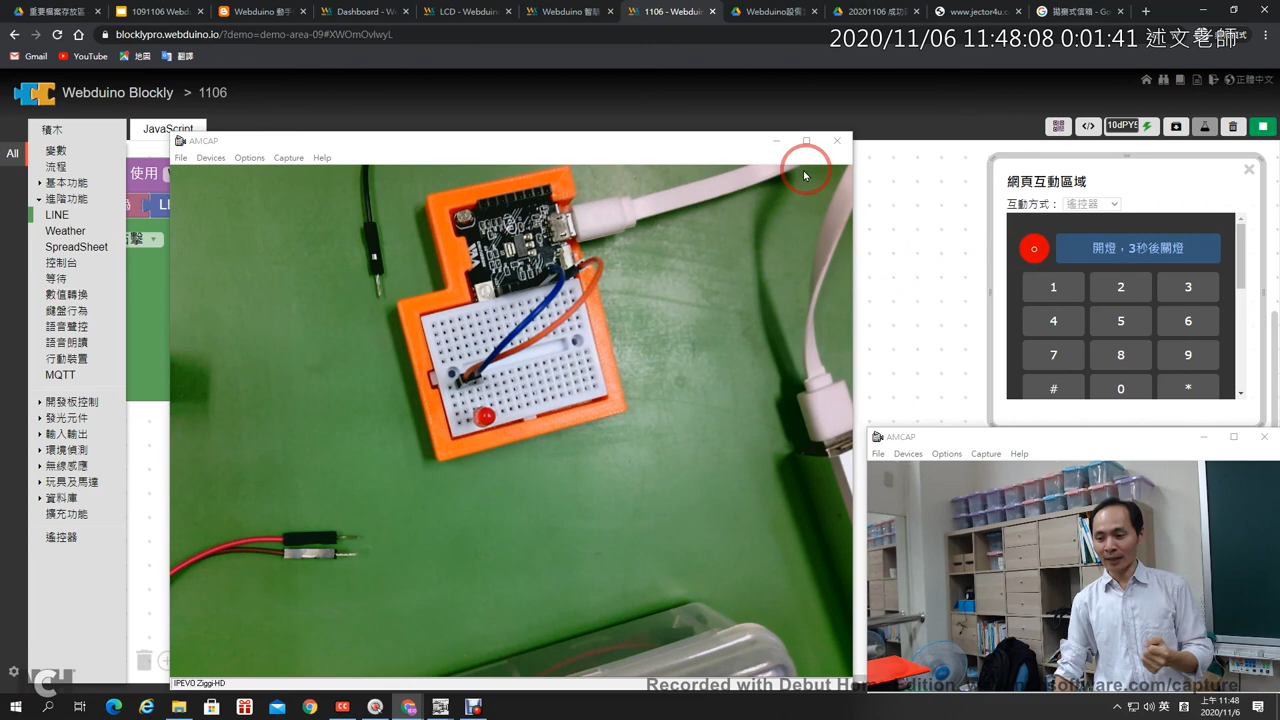 重要檔案存放區
1091106 Webd
Webduino 動手
Dashboard - We
LCD - Webduino
Webduino 智慧
1106 - Webduin
Webduino設備
20201106 成功
www.jector4u.c
拋棄式信箱 - Go
blocklypro.webduino.io/?demo=demo-area-09#XWOmOvlwyL
2020/11/06 11:48:08 0:01:41 述文老師
Gmail
YouTube
地圖
翻譯
Webduino Blockly > 1106
正體中文
積木
JavaScript
10dPY5
All
變數
流程
基本功能
進階功能
LINE
Weather
SpreadSheet
控制台
等待
數值轉換
鍵盤行為
語音聲控
語音朗讀
行動裝置
MQTT
開發板控制
發光元件
輸入輸出
環境偵測
無線感應
玩具及馬達
資料庫
擴充功能
遙控器
使用
AMCAP
File Devices Options Capture Help
IPEVO Ziggi-HD
網頁互動區域
互動方式：
遙控器
開燈，3秒後關燈
1 2 3
4 5 6
7 8 9
# 0 *
AMCAP
File Devices Options Capture Help
Recorded with Debut Home Edition.
software.com/capture
上午 11:48
2020/11/6
英